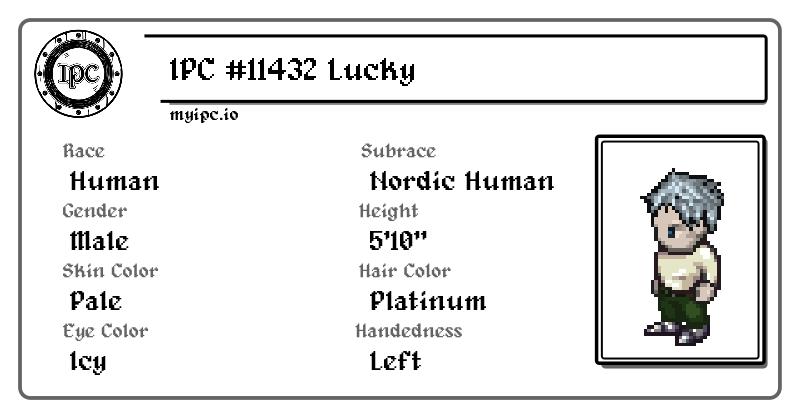 IPC
IPC #11432 Lucky
myipc.io
Race
Human
Subrace
Nordic Human
Gender
Male
Height
5'10"
Skin Color
Pale
Hair Color
Platinum
Eye Color
Icy
Handedness
Left